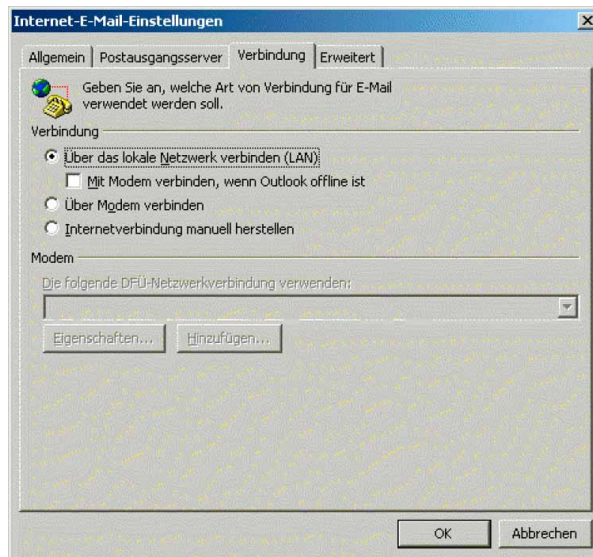 Internet-E-Mail-Einstellungen
Allgemein
Postausgangsserver
Verbindung
Erweitert
Geben Sie an, welche Art von Verbindung für E-Mail
verwendet werden soll.
Verbindung
Über das lokale Netzwerk verbinden (LAN)
Mit Modem verbinden, wenn Outlook offline ist
Über Modem verbinden
Internetverbindung manuell herstellen
Modem
Die folgende DFÜ-Netzwerkverbindung verwenden:
Eigenschaften...
Hinzufügen...
OK
Abbrechen